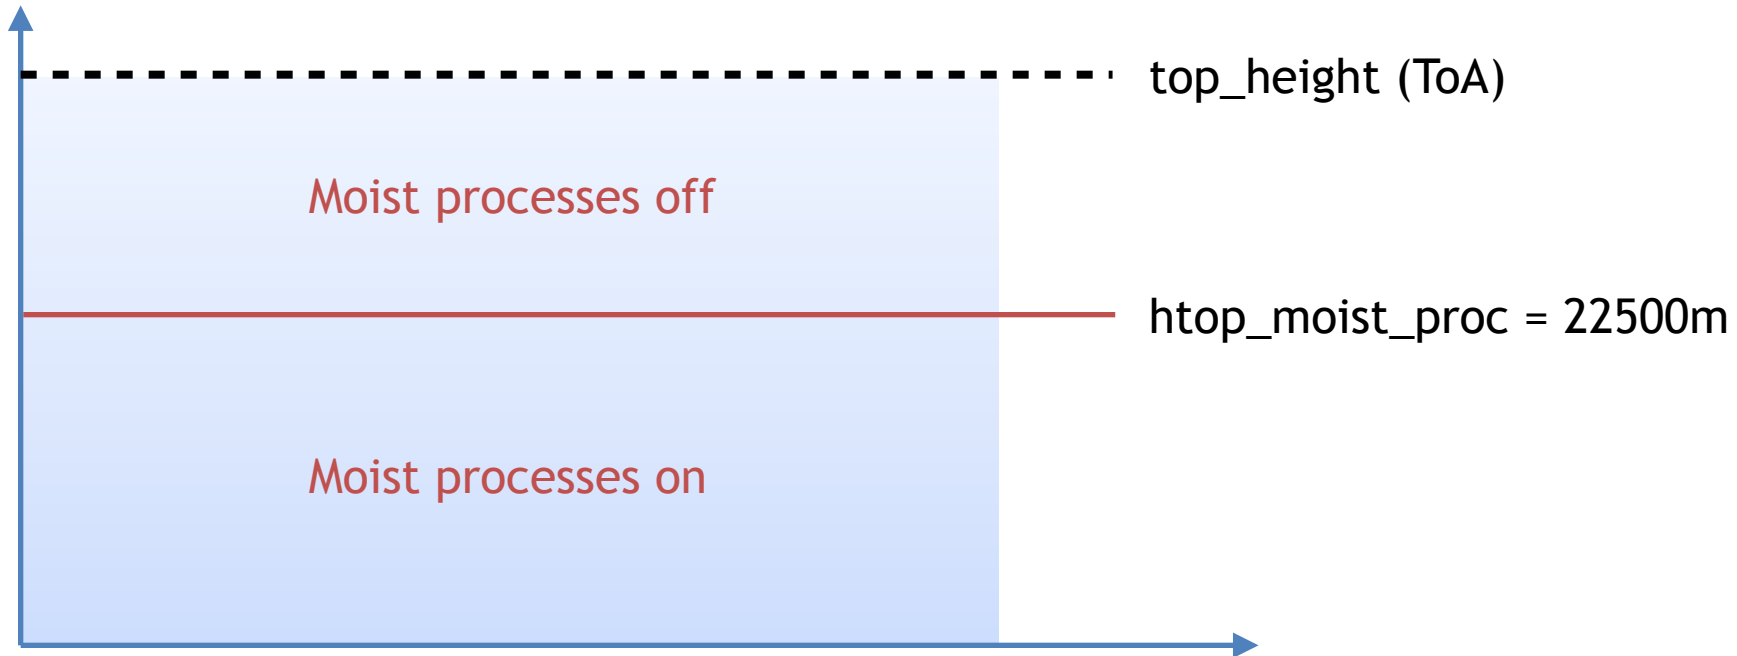 top_height (ToA)
Moist processes off
htop_moist_proc = 22500m
Moist processes on